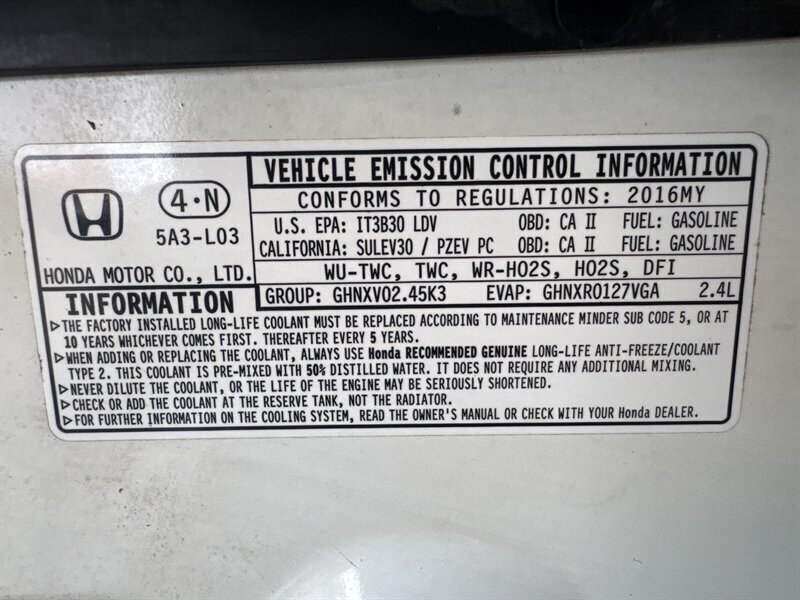 VEHICLE EMISSION CONTROL INFORMATION
4·N
5A3-L03
HONDA MOTOR CO., LTD.
CONFORMS TO REGULATIONS: 2016MY
U.S. EPA: IT3B30 LDV OBD: CA II FUEL: GASOLINE
CALIFORNIA: SULEV30 / PZEV PC OBD: CA II FUEL: GASOLINE
WU-TWC, TWC, WR-HO2S, HO2S, DFI
GROUP: GHNXV02.45K3 EVAP: GHNXR0127VGA 2.4L
INFORMATION
▷THE FACTORY INSTALLED LONG-LIFE COOLANT MUST BE REPLACED ACCORDING TO MAINTENANCE MINDER SUB CODE 5, OR AT
10 YEARS WHICHEVER COMES FIRST. THEREAFTER EVERY 5 YEARS.
▷WHEN ADDING OR REPLACING THE COOLANT, ALWAYS USE Honda RECOMMENDED GENUINE LONG-LIFE ANTI-FREEZE/COOLANT
TYPE 2. THIS COOLANT IS PRE-MIXED WITH 50% DISTILLED WATER. IT DOES NOT REQUIRE ANY ADDITIONAL MIXING.
▷NEVER DILUTE THE COOLANT, OR THE LIFE OF THE ENGINE MAY BE SERIOUSLY SHORTENED.
▷CHECK OR ADD THE COOLANT AT THE RESERVE TANK, NOT THE RADIATOR.
▷FOR FURTHER INFORMATION ON THE COOLING SYSTEM, READ THE OWNER'S MANUAL OR CHECK WITH YOUR Honda DEALER.